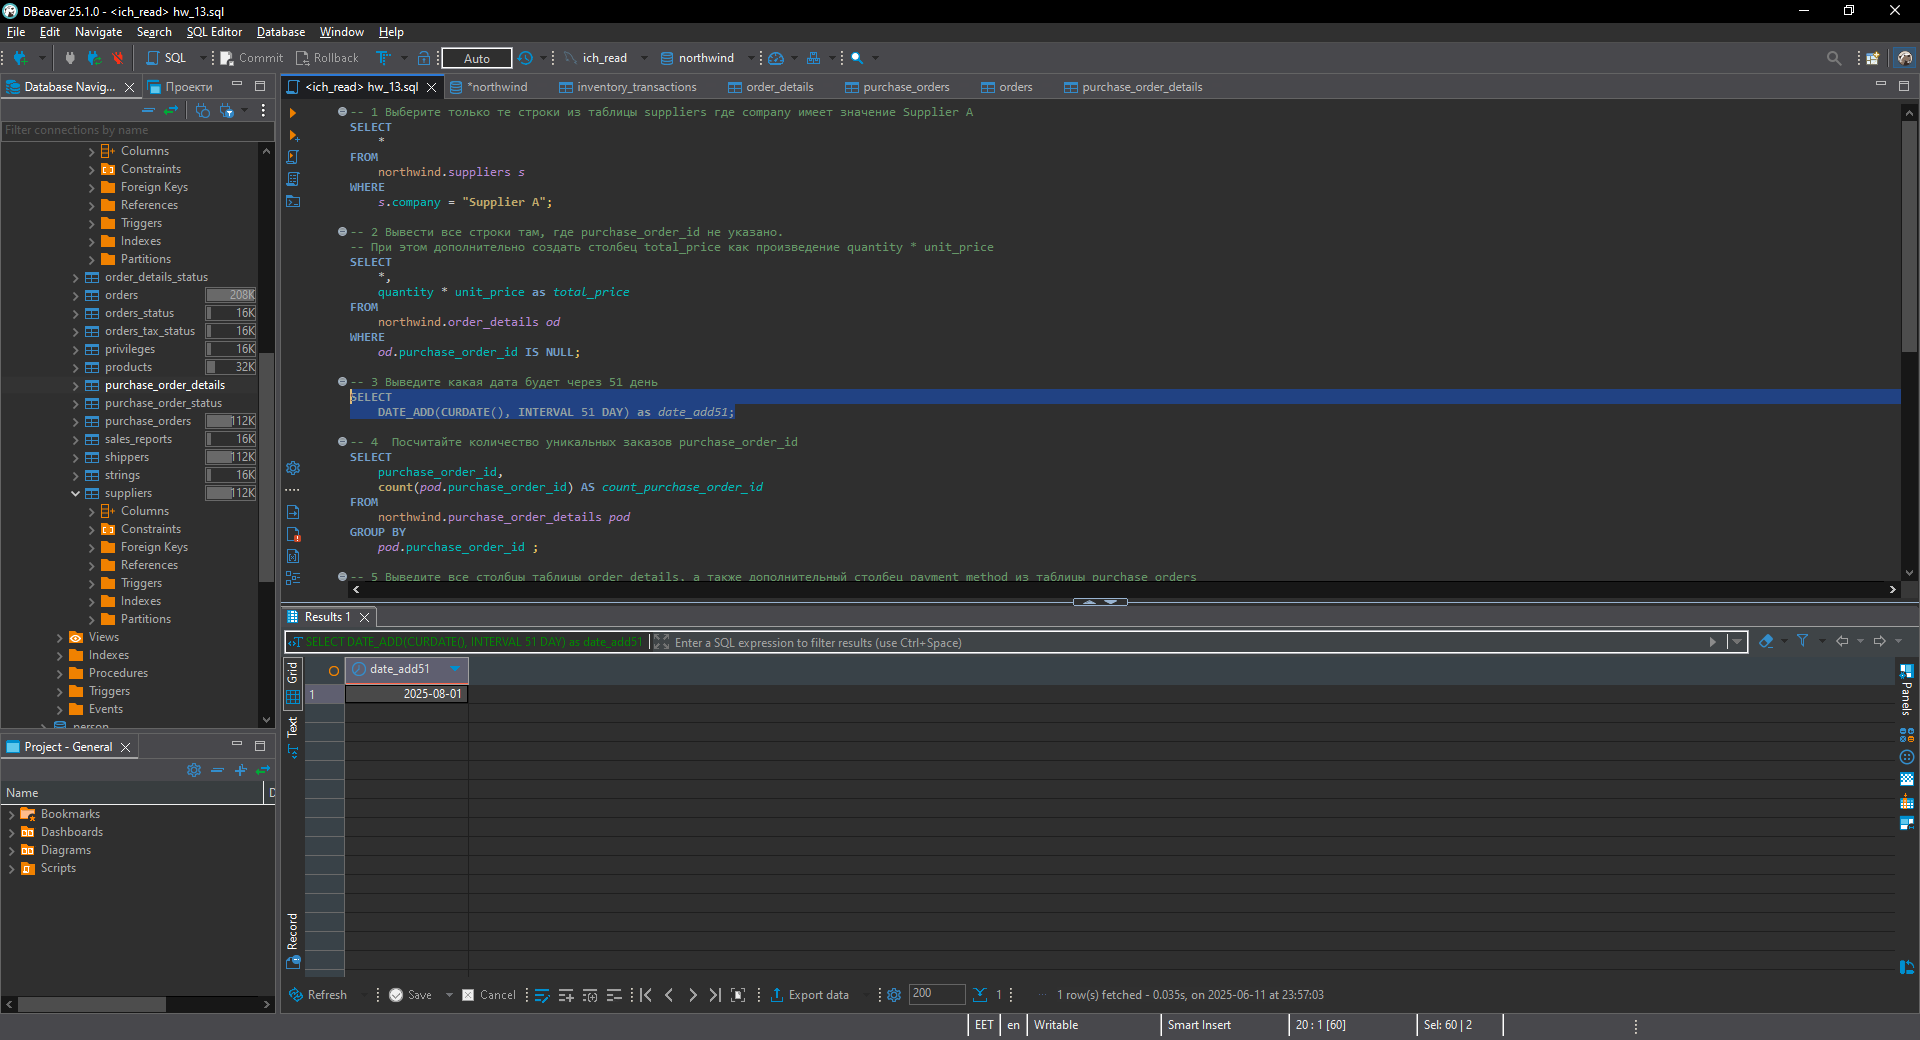 DBeaver 25.1.0 - <ich_read> hw_13.sql
File Edit Navigate Search SQL Editor Database Window Help
SQL Commit Rollback Auto ich_read northwind
Database Navig... Проекти
Filter connections by name
Columns
Constraints
Foreign Keys
References
Triggers
Indexes
Partitions
order_details_status
orders 208K
orders_status 16K
orders_tax_status 16K
privileges 16K
products 32K
purchase_order_details
purchase_order_status
purchase_orders 112K
sales_reports 16K
shippers 112K
strings 16K
suppliers 112K
Columns
Constraints
Foreign Keys
References
Triggers
Indexes
Partitions
Views
Indexes
Procedures
Triggers
Events
person
Project - General
Name D
Bookmarks
Dashboards
Diagrams
Scripts
<ich_read> hw_13.sql *northwind inventory_transactions order_details purchase_orders orders purchase_order_details
-- 1 Выберите только те строки из таблицы suppliers где company имеет значение Supplier A
SELECT
*
FROM
northwind.suppliers s
WHERE
s.company = "Supplier A";
-- 2 Вывести все строки там, где purchase_order_id не указано.
-- При этом дополнительно создать столбец total_price как произведение quantity * unit_price
SELECT
*,
quantity * unit_price as total_price
FROM
northwind.order_details od
WHERE
od.purchase_order_id IS NULL;
-- 3 Выведите какая дата будет через 51 день
SELECT
DATE_ADD(CURDATE(), INTERVAL 51 DAY) as date_add51;
-- 4  Посчитайте количество уникальных заказов purchase_order_id
SELECT
purchase_order_id,
count(pod.purchase_order_id) AS count_purchase_order_id
FROM
northwind.purchase_order_details pod
GROUP BY
pod.purchase_order_id ;
-- 5 Выведите все столбцы таблицы order_details, а также дополнительный столбец payment_method из таблицы purchase_orders
Results 1
SELECT DATE_ADD(CURDATE(), INTERVAL 51 DAY) as date_add51 Enter a SQL expression to filter results (use Ctrl+Space)
Grid
Text
Record
date_add51
1 2025-08-01
Panels
Refresh Save Cancel Export data 200 1 1 row(s) fetched - 0.035s, on 2025-06-11 at 23:57:03
EET en Writable Smart Insert 20 : 1 [60] Sel: 60 | 2